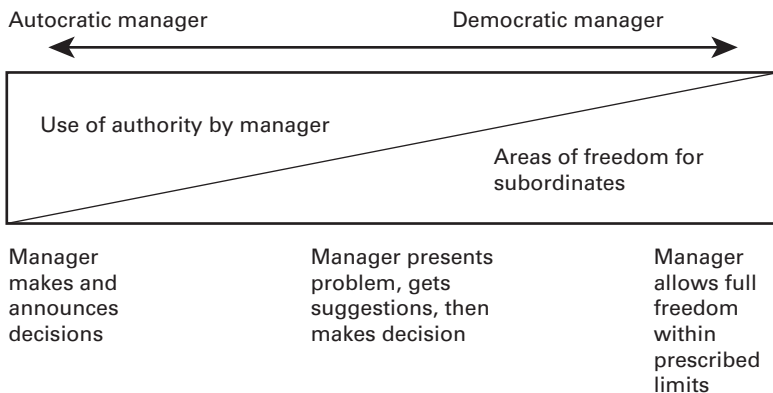 Autocratic manager
Democratic manager
Use of authority by manager
Areas of freedom for
subordinates
Manager
makes and
announces
decisions
Manager presents
problem, gets
suggestions, then
makes decision
Manager
allows full
freedom
within
prescribed
limits